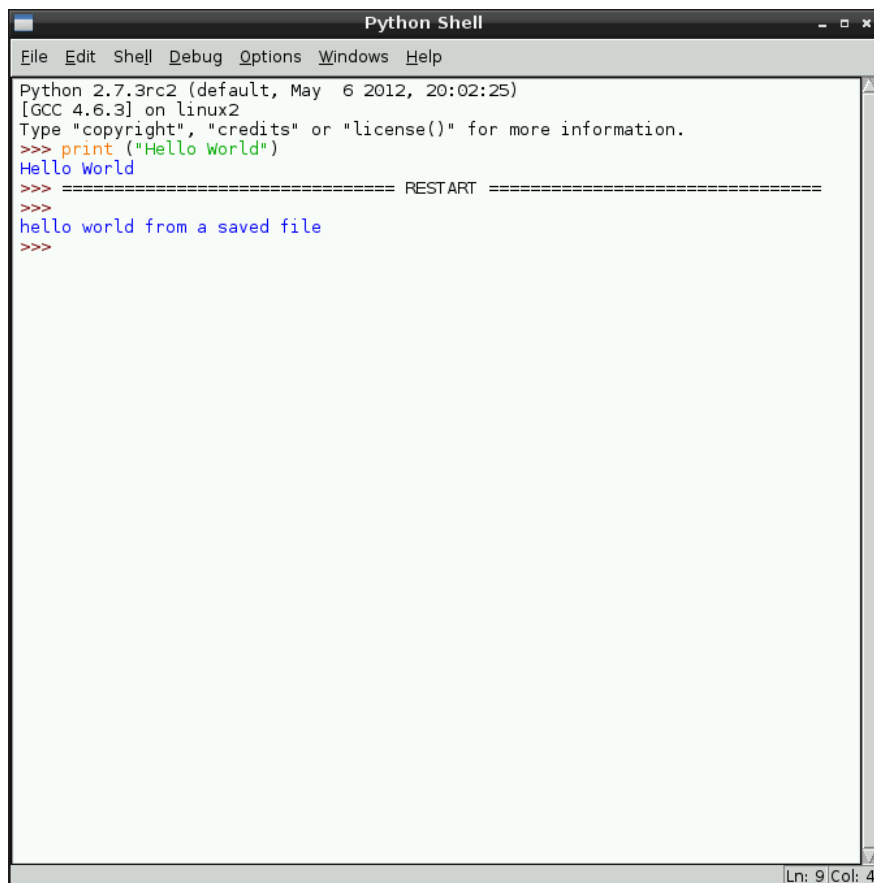 Python Shell
File Edit Shell Debug Options Windows Help
Python 2.7.3rc2 (default, May  6 2012, 20:02:25)
[GCC 4.6.3] on linux2
Type "copyright", "credits" or "license()" for more information.
>>> print ("Hello World")
Hello World
>>> ================================ RESTART ================================
>>>
hello world from a saved file
>>>
Ln: 9 Col: 4